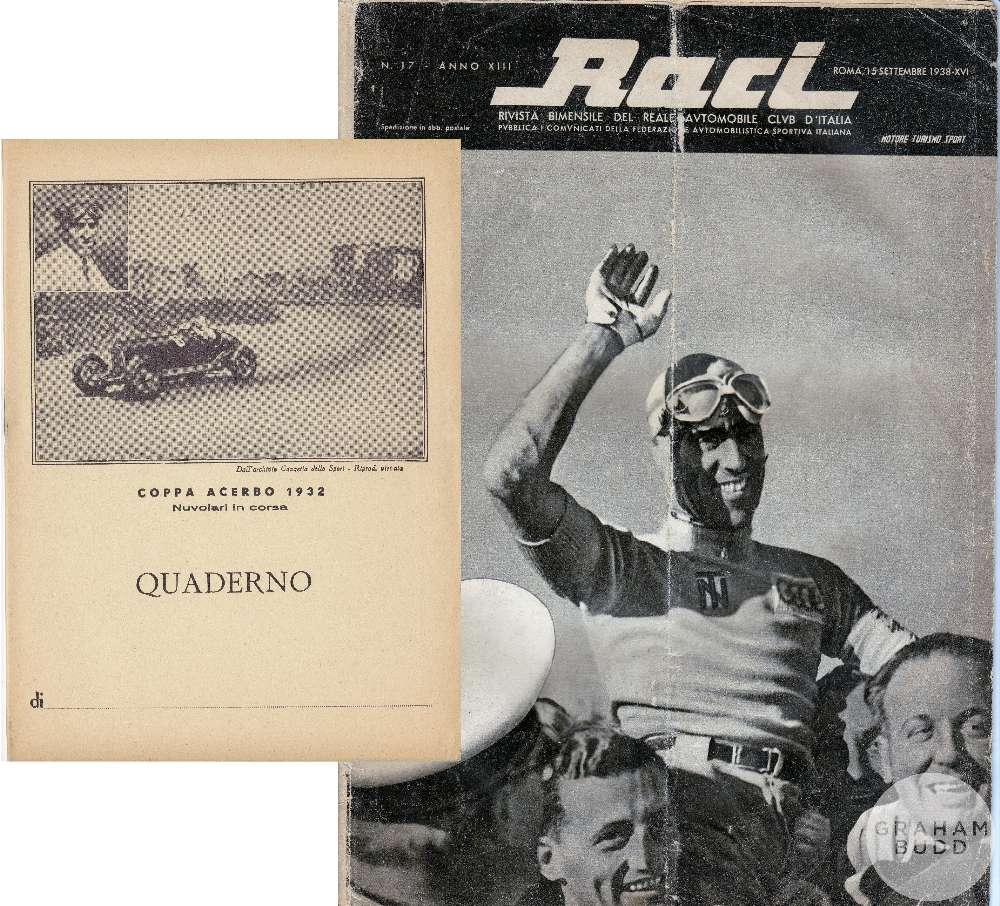 N. 17 - ANNO XIII
Raci
ROMA, 15 SETTEMBRE 1938-XVI
RIVISTA BIMENSILE DEL REALE AVTOMOBILE CLVB D'ITALIA
Spedizione in abb. postale
PVBBLICA I COMVNICATI DELLA FEDERAZIONE AVTOMOBILISTICA SPORTIVA ITALIANA
MOTORE TURISMO SPORT
Dall'archivio Gazzetta dello Sport - Riprod. vietata
COPPA ACERBO 1932
Nuvolari in corsa
QUADERNO
di
TN
GRAHAM
BUDD